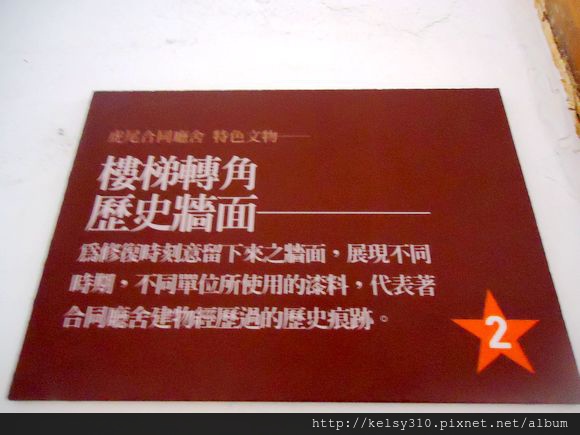 虎尾合同廳舍 特色文物——
樓梯轉角
歷史牆面——
為修復時刻意留下來之牆面，展現不同
時期，不同單位所使用的漆料，代表著
合同廳舍建物經歷過的歷史痕跡。
2
http://kelsy310.pixnet.net/album